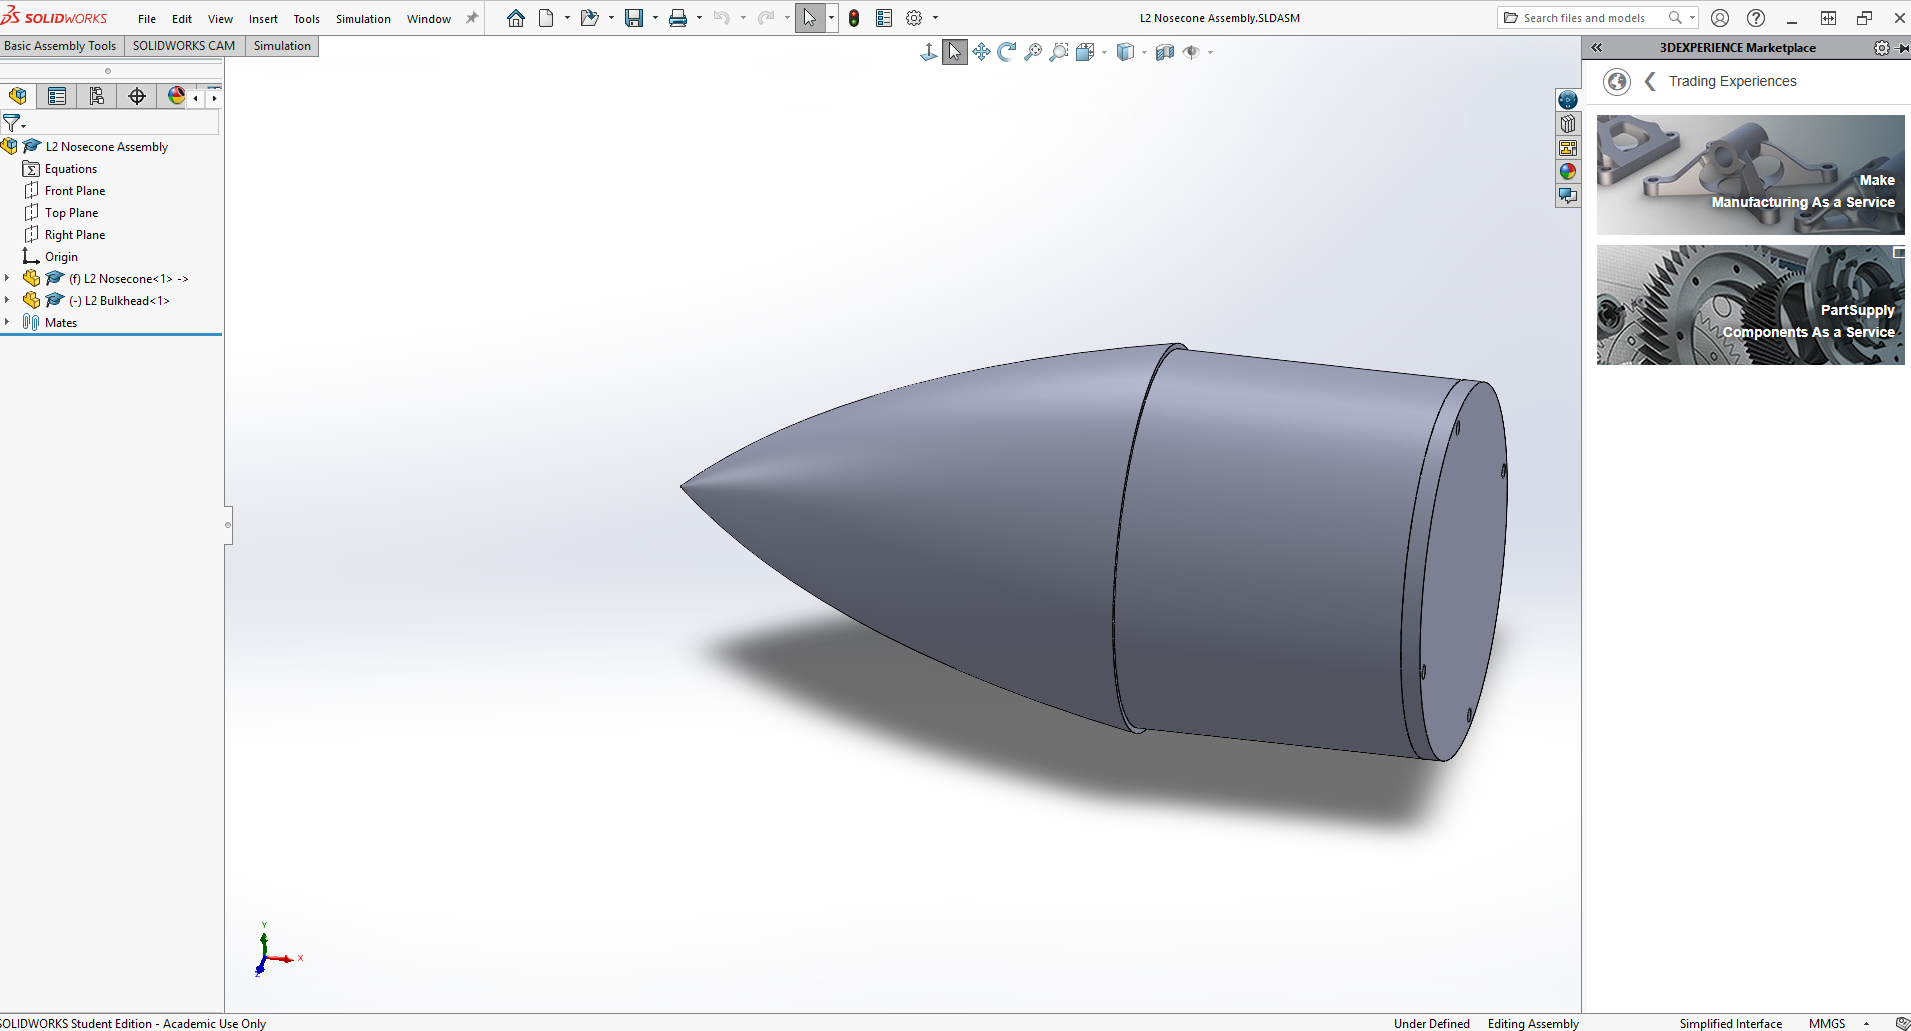 SOLIDWORKS File Edit View Insert Tools Simulation Window L2 Nosecone Assembly.SLDASM Search files and models
Basic Assembly Tools SOLIDWORKS CAM Simulation
3DEXPERIENCE Marketplace
Trading Experiences
Make
Manufacturing As a Service
PartSupply
Components As a Service
L2 Nosecone Assembly
Equations
Front Plane
Top Plane
Right Plane
Origin
(f) L2 Nosecone<1> ->
(-) L2 Bulkhead<1>
Mates
Y
X
Z
SOLIDWORKS Student Edition - Academic Use Only Under Defined Editing Assembly Simplified Interface MMGS